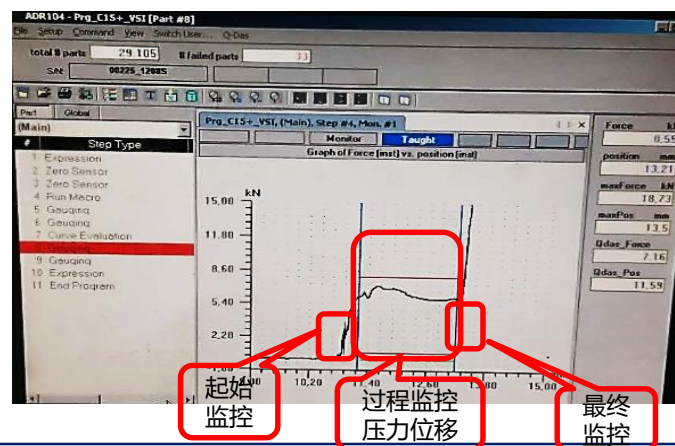 ADR104 - Prg_C15+_VSI [Part #8]
File Setup Command View Switch User... Q-Das
total # parts 29.105 # failed parts 33
S/N: 00225_1208S
Part Global
(Main)
# Step Type
1 Expression
2 Zero Sensor
3 Zero Sensor
4 Run Macro
5 Gauging
6 Gauging
7 Curve Evaluation
8 Gauging
9 Gauging
10 Expression
11 End Program
Prg_C15+_VSI, (Main), Step #4, Mon. #1
Monitor Taught
Graph of Force [inst] vs. position [inst]
kN
15,00
11,80
8,60
5,40
2,20
10,20 11,40 12,60 13,80 15,00
Force kN
0,55
position mm
13,21
maxForce kN
18,73
maxPos mm
13,5
Qdas_Force
7,16
Qdas_Pos
11,59
起始
监控
过程监控
压力位移
最终
监控